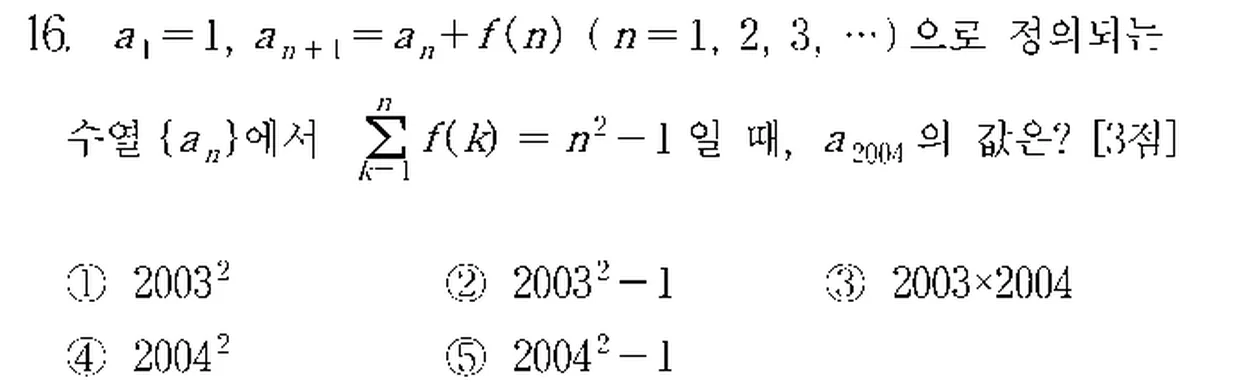 16. a₁ = 1, aₙ₊₁ = aₙ + f(n) ( n = 1, 2, 3, ⋯ ) 으로 정의되는
수열 {aₙ}에서 ∑ₖ₌₁ⁿ f(k) = n² − 1 일 때, a₂₀₀₄ 의 값은? [3점]
① 2003² ② 2003² − 1 ③ 2003×2004
④ 2004² ⑤ 2004² − 1